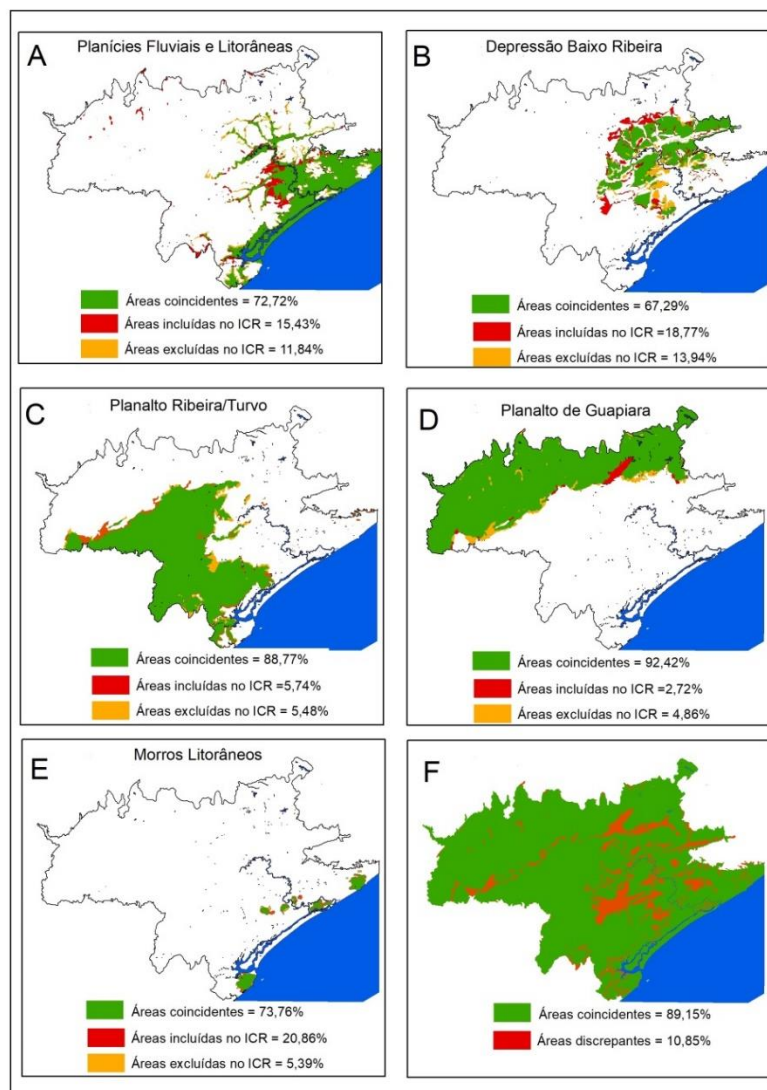 A
Planícies Fluviais e Litorâneas
Áreas coincidentes = 72,72%
Áreas incluídas no ICR = 15,43%
Áreas excluídas no ICR = 11,84%
B
Depressão Baixo Ribeira
Áreas coincidentes = 67,29%
Áreas incluídas no ICR =18,77%
Áreas excluídas no ICR = 13,94%
C
Planalto Ribeira/Turvo
Áreas coincidentes = 88,77%
Áreas incluídas no ICR =5,74%
Áreas excluídas no ICR = 5,48%
D
Planalto de Guapiara
Áreas coincidentes = 92,42%
Áreas incluídas no ICR =2,72%
Áreas excluídas no ICR = 4,86%
E
Morros Litorâneos
Áreas coincidentes = 73,76%
Áreas incluídas no ICR = 20,86%
Áreas excluídas no ICR = 5,39%
F
Áreas coincidentes = 89,15%
Áreas discrepantes = 10,85%